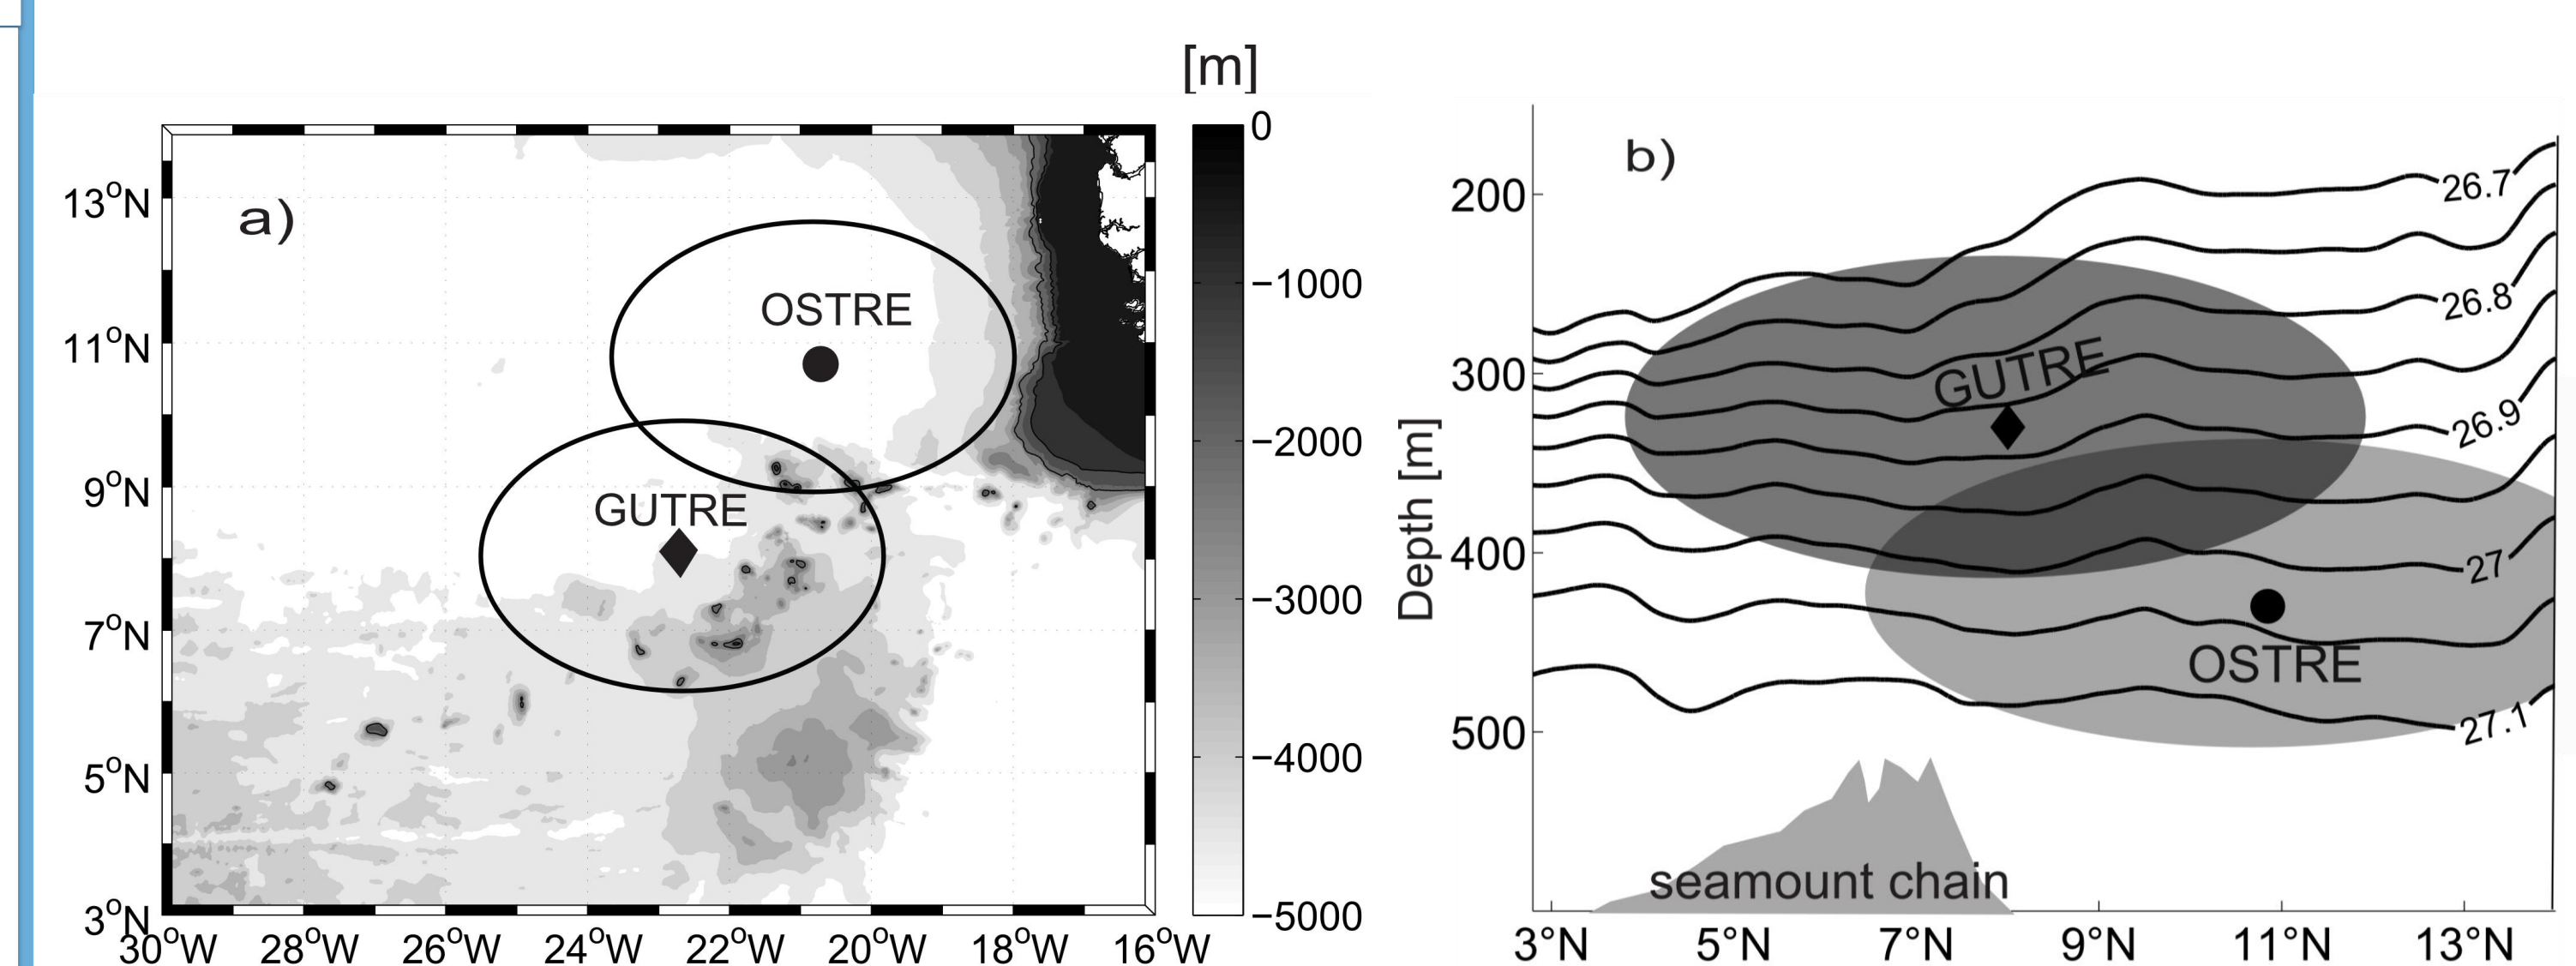 [m]
a)
OSTRE
GUTRE
13°N
11°N
9°N
7°N
5°N
3°N
30°W 28°W 26°W 24°W 22°W 20°W 18°W 16°W
0
−1000
−2000
−3000
−4000
−5000
b)
Depth [m]
200
300
400
500
26.7
26.8
26.9
27
27.1
GUTRE
OSTRE
seamount chain
3°N 5°N 7°N 9°N 11°N 13°N